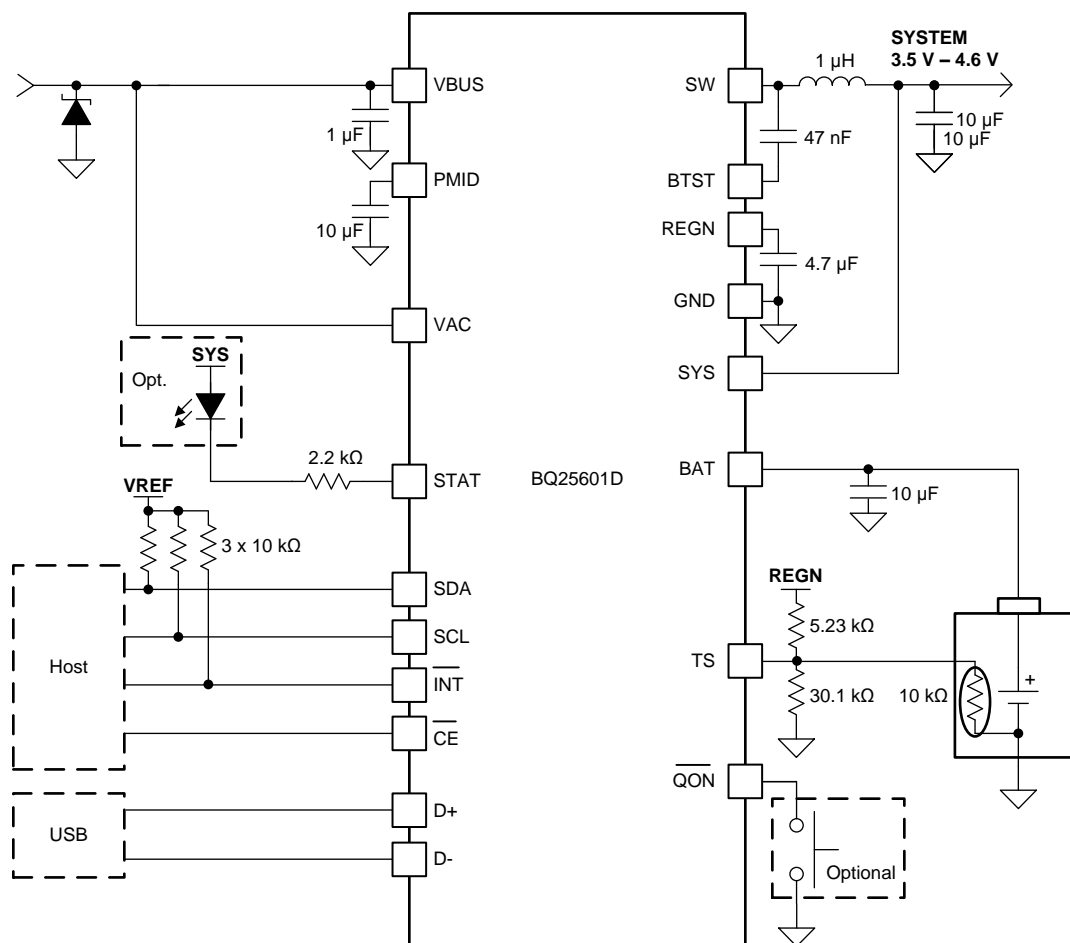 SYSTEM
3.5 V – 4.6 V
1 µH
VBUS
SW
1 µF
10 µF
10 µF
47 nF
PMID
BTST
10 µF
REGN
4.7 µF
GND
VAC
SYS
Opt.
SYS
2.2 kΩ
STAT
BQ25601D
BAT
10 µF
VREF
3 x 10 kΩ
SDA
REGN
5.23 kΩ
Host
SCL
TS
INT
30.1 kΩ
10 kΩ
+
CE
QON
D+
USB
D-
Optional